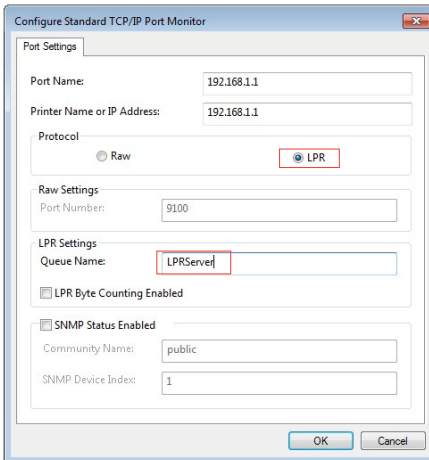 Configure Standard TCP/IP Port Monitor
Port Settings
Port Name: 192.168.1.1
Printer Name or IP Address: 192.168.1.1
Protocol
Raw LPR
Raw Settings
Port Number: 9100
LPR Settings
Queue Name: LPRServer
LPR Byte Counting Enabled
SNMP Status Enabled
Community Name: public
SNMP Device Index: 1
OK Cancel